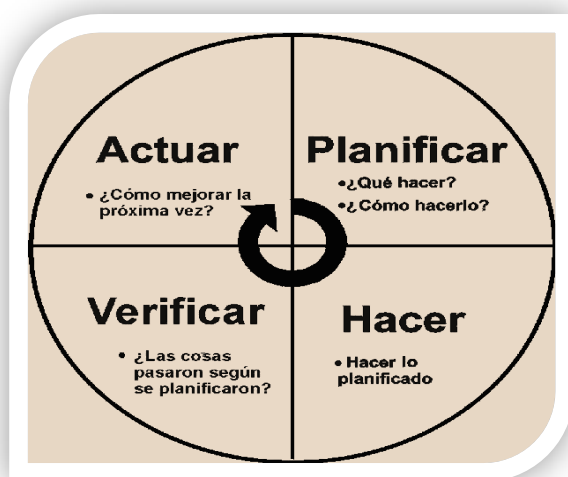 Actuar
• ¿Cómo mejorar la
próxima vez?
Planificar
•¿Qué hacer?
•¿Cómo hacerlo?
Verificar
• ¿Las cosas
pasaron según
se planificaron?
Hacer
• Hacer lo
planificado